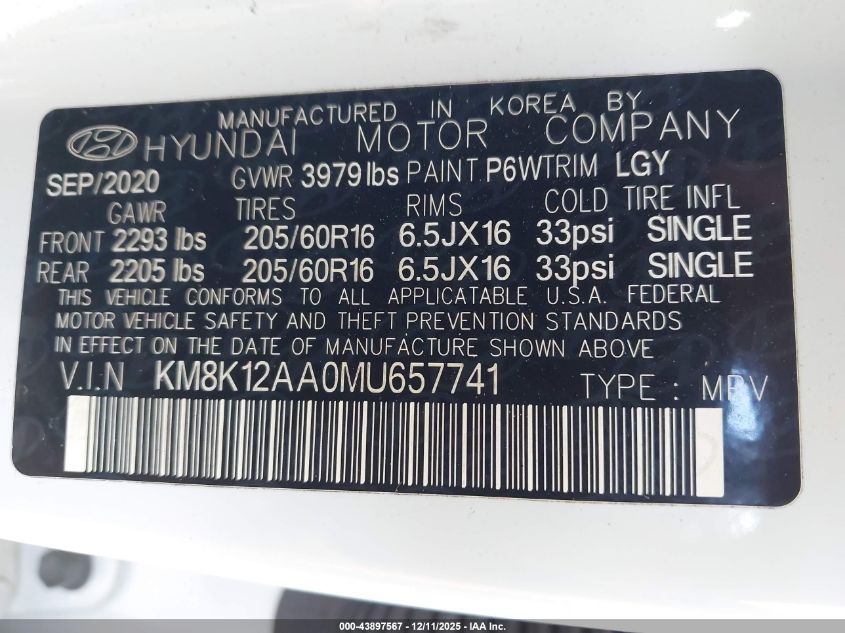 MANUFACTURED IN KOREA BY
HYUNDAI MOTOR COMPANY
SEP/2020 GVWR 3979 lbs PAINT P6W TRIM LGY
GAWR TIRES RIMS COLD TIRE INFL
FRONT 2293 lbs 205/60R16 6.5JX16 33psi SINGLE
REAR 2205 lbs 205/60R16 6.5JX16 33psi SINGLE
THIS VEHICLE CONFORMS TO ALL APPLICATABLE U.S.A. FEDERAL
MOTOR VEHICLE SAFETY AND THEFT PREVENTION STANDARDS
IN EFFECT ON THE DATE OF MANUFACTURE SHOWN ABOVE
V.I.N KM8K12AA0MU657741 TYPE : MPV
000-43897567 - 12/11/2025 - IAA Inc.